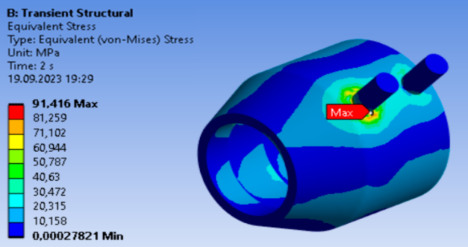 B: Transient Structural
Equivalent Stress
Type: Equivalent (von-Mises) Stress
Unit: MPa
Time: 2 s
19.09.2023 19:29
91,416 Max
81,259
71,102
60,944
50,787
40,63
30,472
20,315
10,158
0,00027821 Min
Max